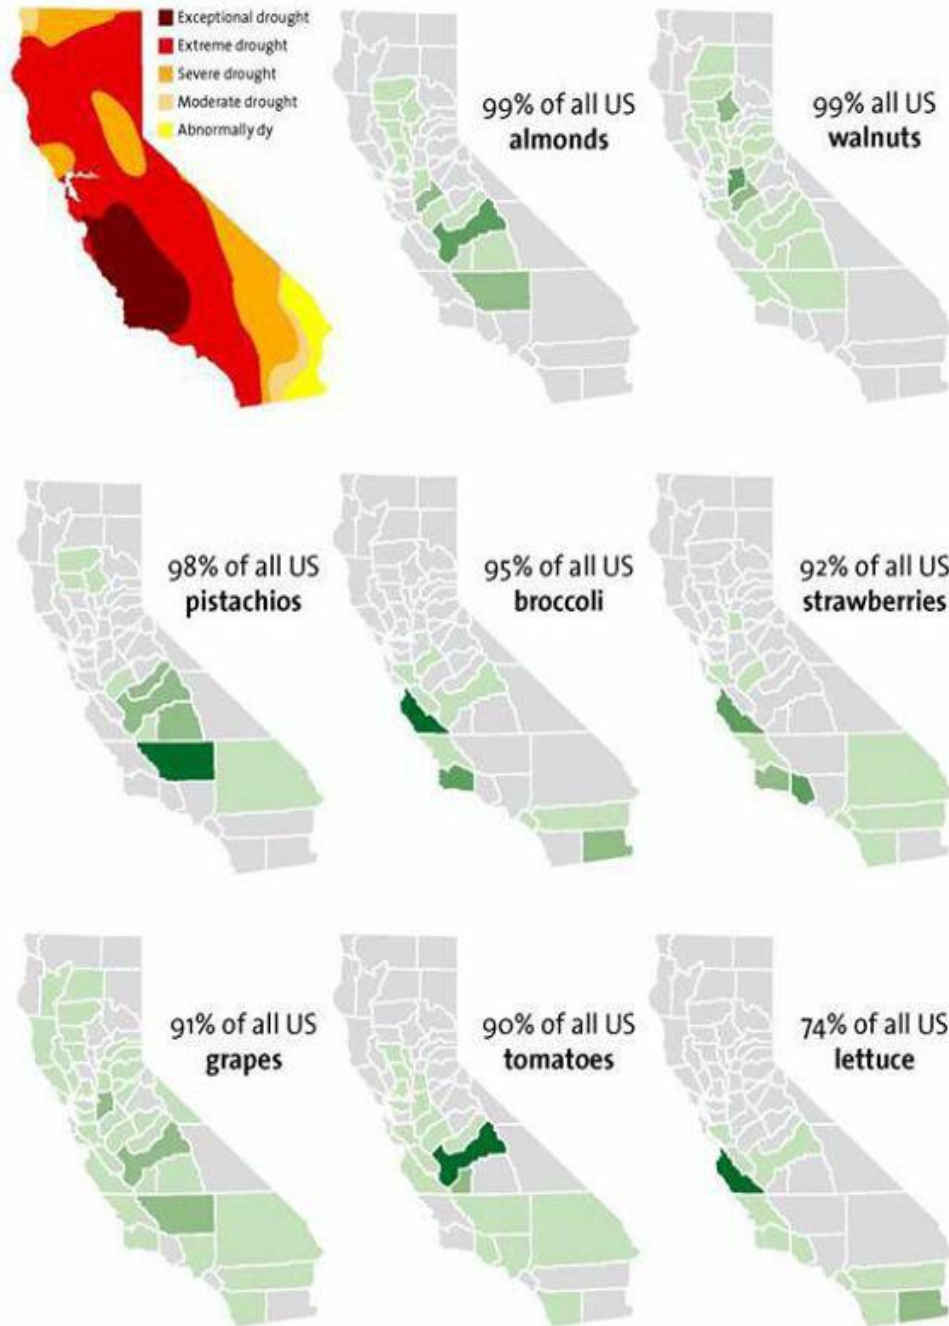 Exceptional drought
Extreme drought
Severe drought
Moderate drought
Abnormally dy
99% of all US
almonds
99% all US
walnuts
98% of all US
pistachios
95% of all US
broccoli
92% of all US
strawberries
91% of all US
grapes
90% of all US
tomatoes
74% of all US
lettuce